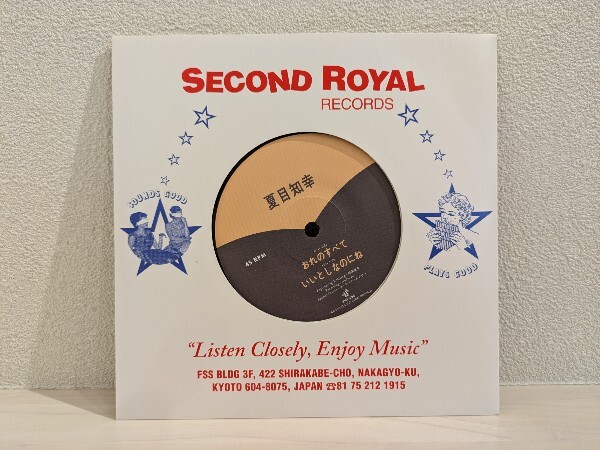 SECOND ROYAL
RECORDS
SOUNDS GOOD
PLAYS GOOD
夏目知幸
45 RPM
おれのすべて
いいとしなのにね
“Listen Closely, Enjoy Music”
FSS BLDG 3F, 422 SHIRAKABE-CHO, NAKAGYO-KU,
KYOTO 604-8075, JAPAN ☎81 75 212 1915